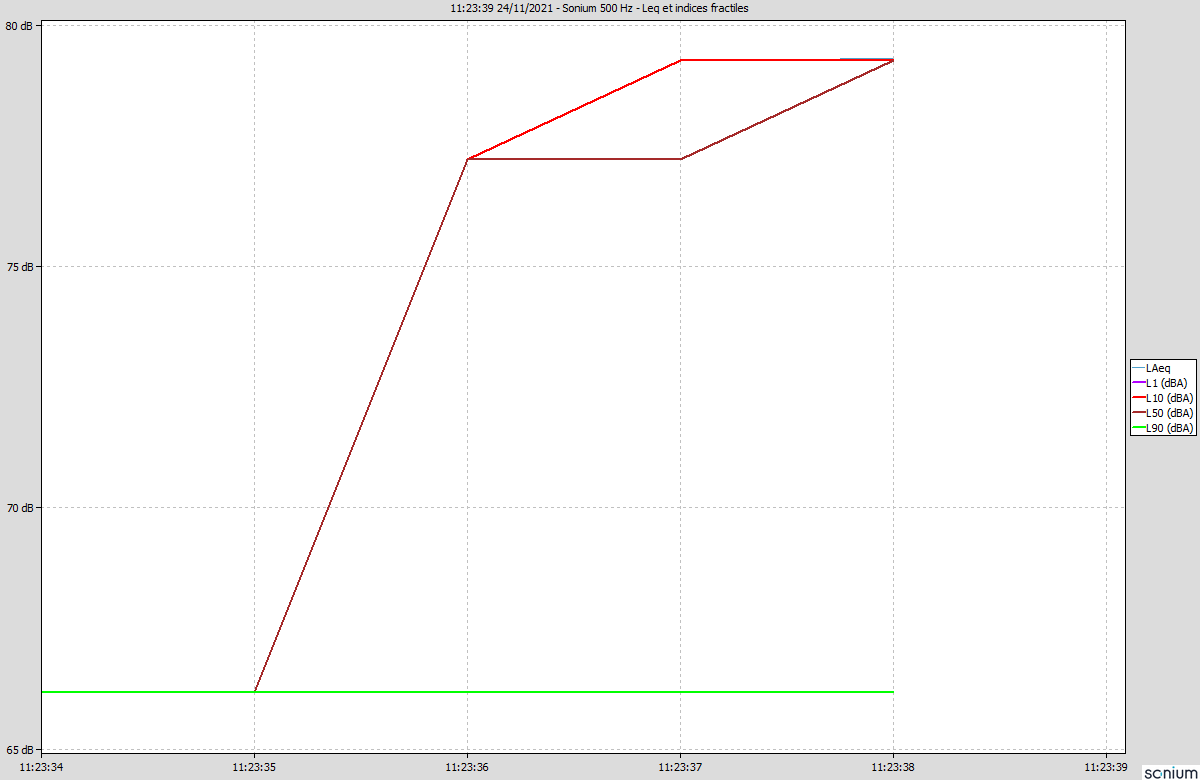 11:23:39 24/11/2021 - Sonium 500 Hz - Leq et indices fractiles
80 dB
75 dB
70 dB
65 dB
LAeq
L1 (dBA)
L10 (dBA)
L50 (dBA)
L90 (dBA)
11:23:34 11:23:35 11:23:36 11:23:37 11:23:38 11:23:39
sonium